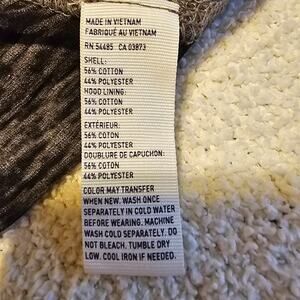 MADE IN VIETNAM
FABRIQUÉ AU VIETNAM
RN 54485 CA 03873
SHELL:
56% COTTON
44% POLYESTER
HOOD LINING:
56% COTTON
44% POLYESTER
EXTÉRIEUR:
56% COTON
44% POLYESTER
DOUBLURE DE CAPUCHON:
56% COTON
44% POLYESTER
COLOR MAY TRANSFER
WHEN NEW. WASH ONCE
SEPARATELY IN COLD WATER
BEFORE WEARING. MACHINE
WASH COLD SEPARATELY. DO
NOT BLEACH. TUMBLE DRY
LOW. COOL IRON IF NEEDED.